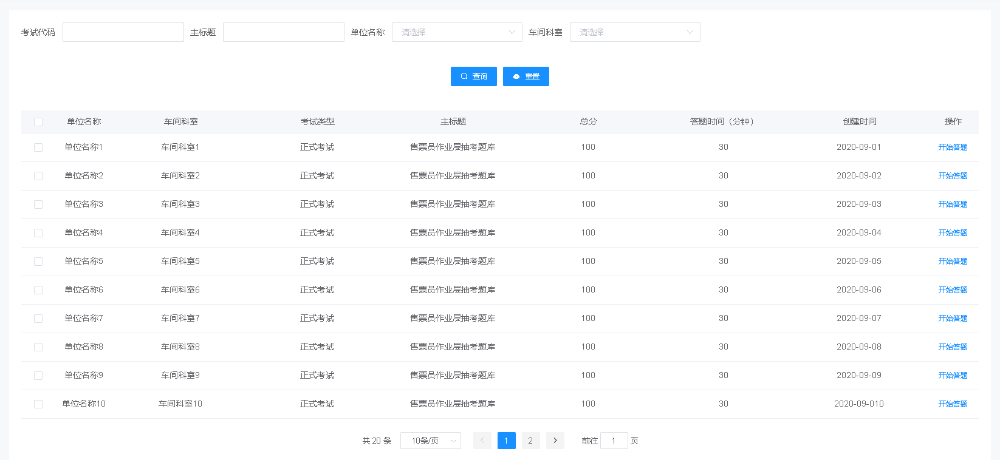 考试代码 主标题 单位名称 请选择 车间科室 请选择
查询 重置
单位名称 车间科室 考试类型 主标题 总分 答题时间（分钟） 创建时间 操作
单位名称1 车间科室1 正式考试 售票员作业层抽考题库 100 30 2020-09-01 开始答题
单位名称2 车间科室2 正式考试 售票员作业层抽考题库 100 30 2020-09-02 开始答题
单位名称3 车间科室3 正式考试 售票员作业层抽考题库 100 30 2020-09-03 开始答题
单位名称4 车间科室4 正式考试 售票员作业层抽考题库 100 30 2020-09-04 开始答题
单位名称5 车间科室5 正式考试 售票员作业层抽考题库 100 30 2020-09-05 开始答题
单位名称6 车间科室6 正式考试 售票员作业层抽考题库 100 30 2020-09-06 开始答题
单位名称7 车间科室7 正式考试 售票员作业层抽考题库 100 30 2020-09-07 开始答题
单位名称8 车间科室8 正式考试 售票员作业层抽考题库 100 30 2020-09-08 开始答题
单位名称9 车间科室9 正式考试 售票员作业层抽考题库 100 30 2020-09-09 开始答题
单位名称10 车间科室10 正式考试 售票员作业层抽考题库 100 30 2020-09-010 开始答题
共 20 条 10条/页 1 2 前往 1 页